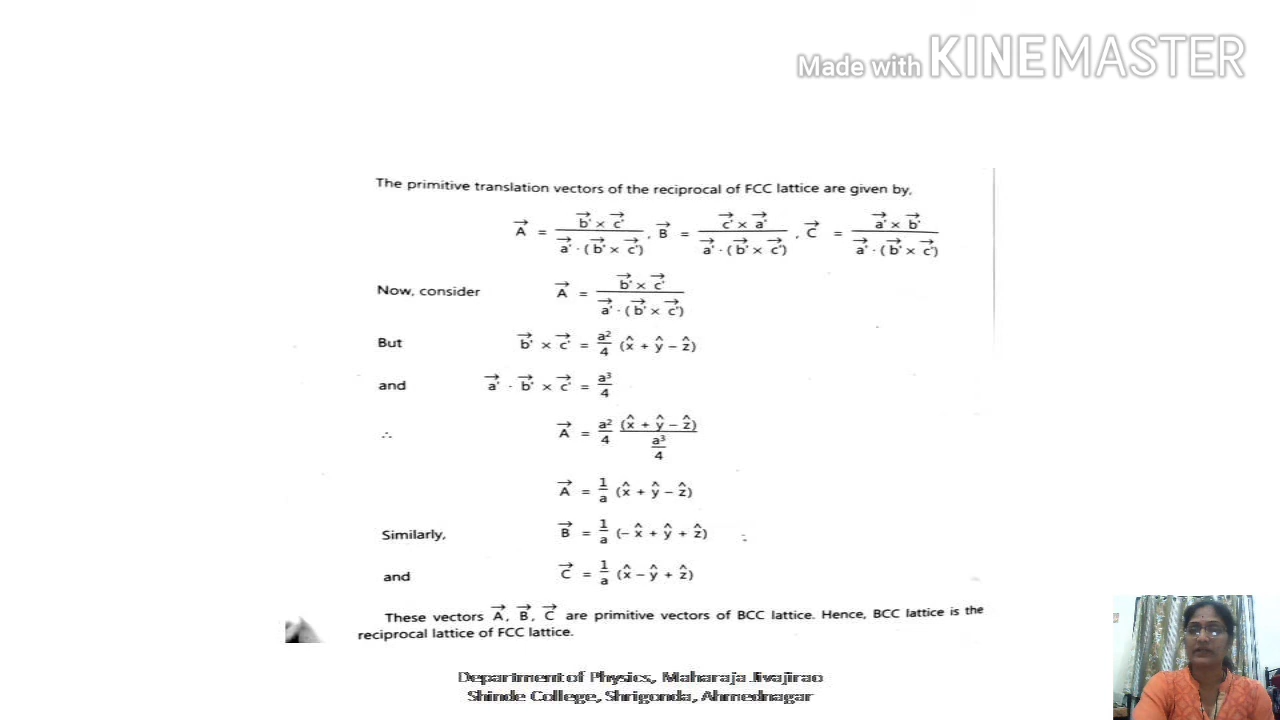 Made with KINEMASTER
The primitive translation vectors of the reciprocal of FCC lattice are given by,
A⃗ = (b⃗' × c⃗') / (a⃗' · (b⃗' × c⃗')), B⃗ = (c⃗' × a⃗') / (a⃗' · (b⃗' × c⃗')), C⃗ = (a⃗' × b⃗') / (a⃗' · (b⃗' × c⃗'))
Now, consider A⃗ = (b⃗' × c⃗') / (a⃗' · (b⃗' × c⃗'))
But b⃗' × c⃗' = a²/4 (x̂ + ŷ − ẑ)
and a⃗' · b⃗' × c⃗' = a³/4
∴ A⃗ = a²/4 (x̂ + ŷ − ẑ) / (a³/4)
A⃗ = 1/a (x̂ + ŷ − ẑ)
Similarly, B⃗ = 1/a (− x̂ + ŷ + ẑ)
and C⃗ = 1/a (x̂ − ŷ + ẑ)
These vectors A⃗, B⃗, C⃗ are primitive vectors of BCC lattice. Hence, BCC lattice is the
reciprocal lattice of FCC lattice.
Department of Physics, Maharaja Jivajirao
Shinde College, Shrigonda, Ahmednagar